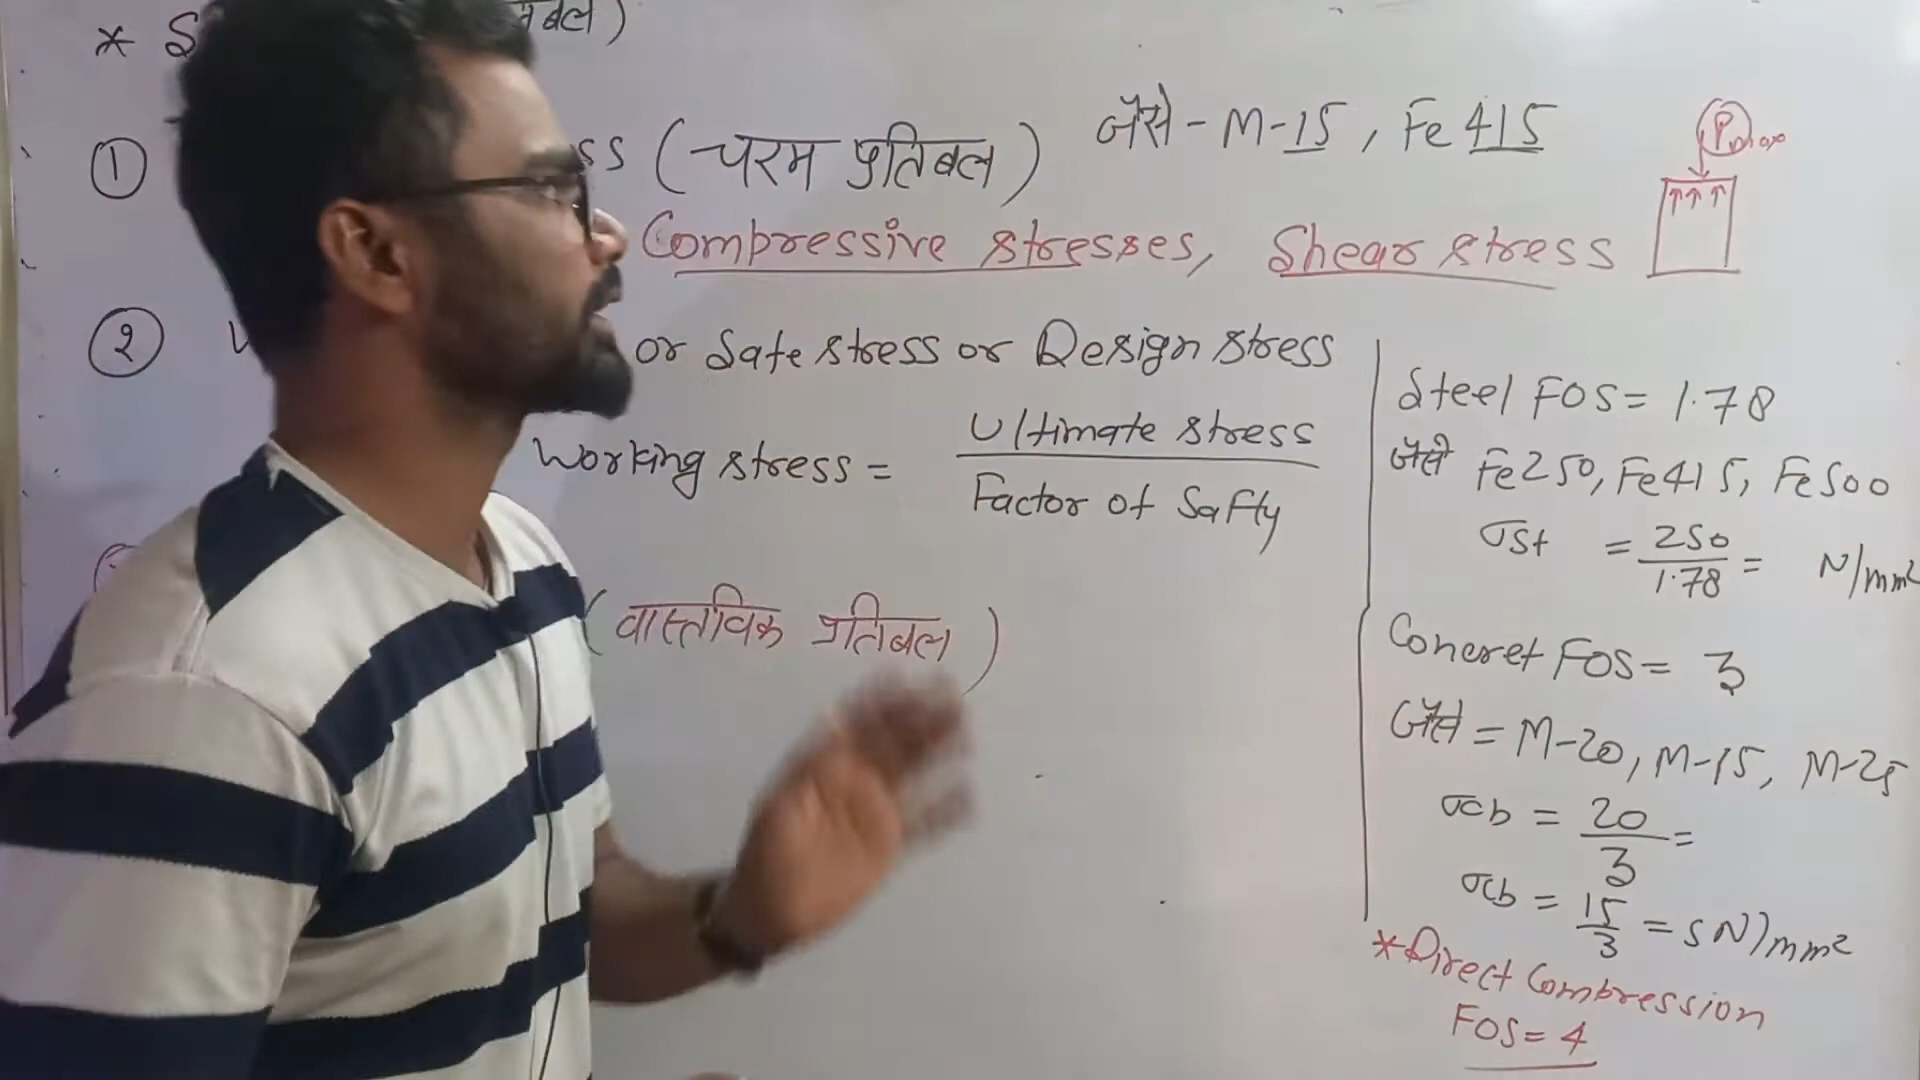 * S बल)
① ss (चरम प्रतिबल) जैसे - M-15, Fe 415
Pmax
Compressive stresses, Shear stress
② or Safe stress or Design stress
Working stress = Ultimate stress / Factor of Safty
(वास्तविक प्रतिबल)
Steel FOS = 1.78
जैसे Fe250, Fe415, Fe500
σst = 250 / 1.78 = N/mm²
Concret FOS = 3
जैसे = M-20, M-15, M-25
σcb = 20 / 3 =
σcb = 15 / 3 = 5 N/mm²
* Direct Compression
FOS = 4